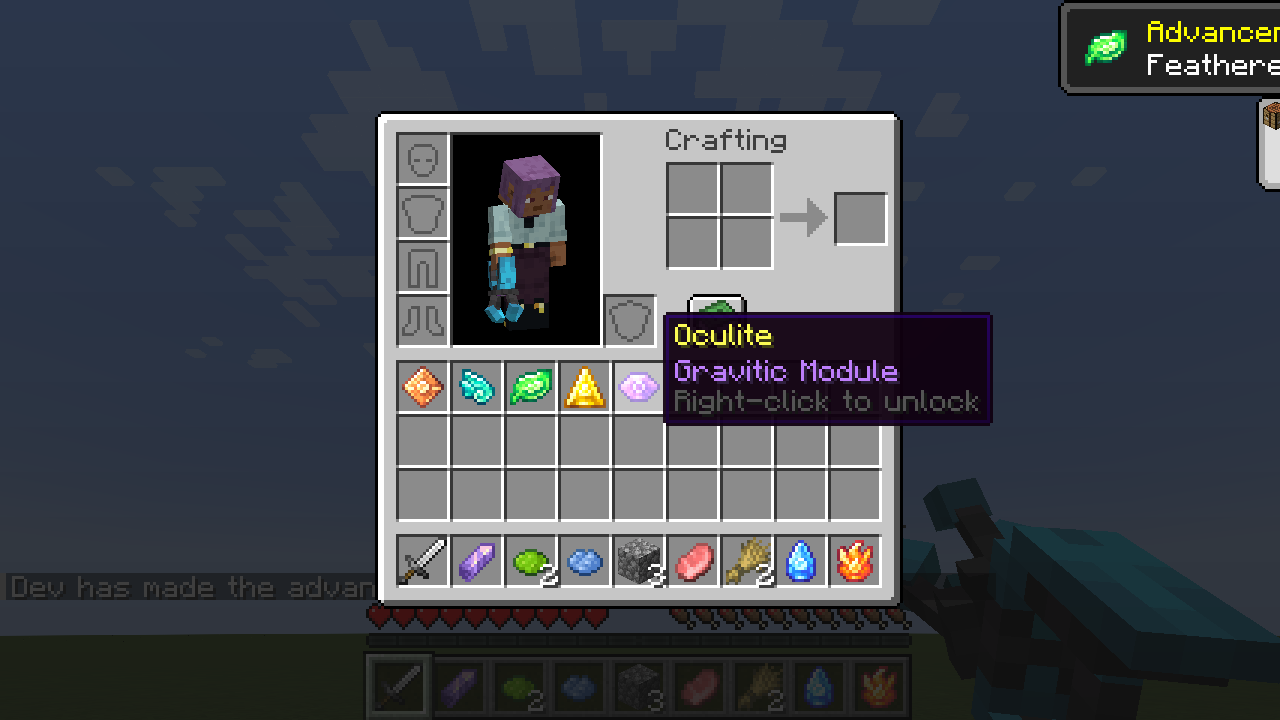 Advancer
Feathere
Crafting
Oculite
Gravitic Module
Right-click to unlock
2
3
2
Dev has made the advan
2
3
2